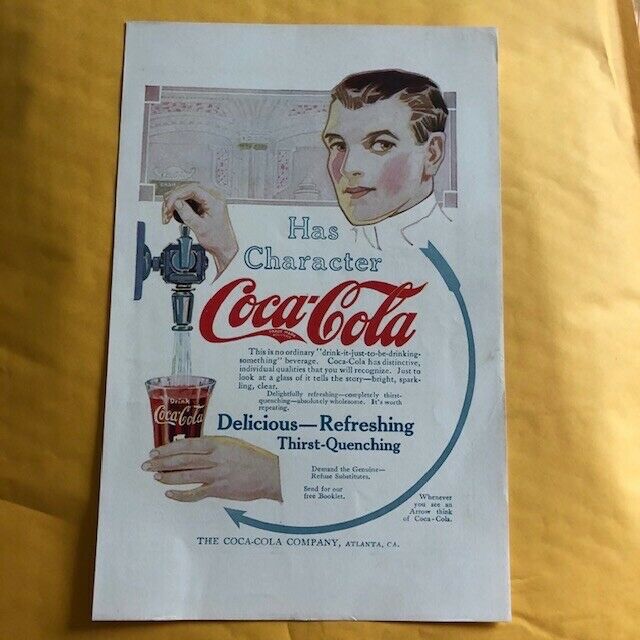 Has
Character
Coca-Cola
TRADE MARK
This is no ordinary "drink-it-just-to-be-drinking-
something" beverage. Coca-Cola has distinctive,
individual qualities that you will recognize. Just to
look at a glass of it tells the story—bright, spark-
ling, clear.
Delightfully refreshing—completely thirst-
quenching—absolutely wholesome. It's worth
repeating.
Drink
Coca-Cola
Delicious—Refreshing
Thirst-Quenching
Demand the Genuine—
Refuse Substitutes.
Send for our
free Booklet.
Whenever
you see an
Arrow think
of Coca-Cola.
THE COCA-COLA COMPANY, ATLANTA, GA.